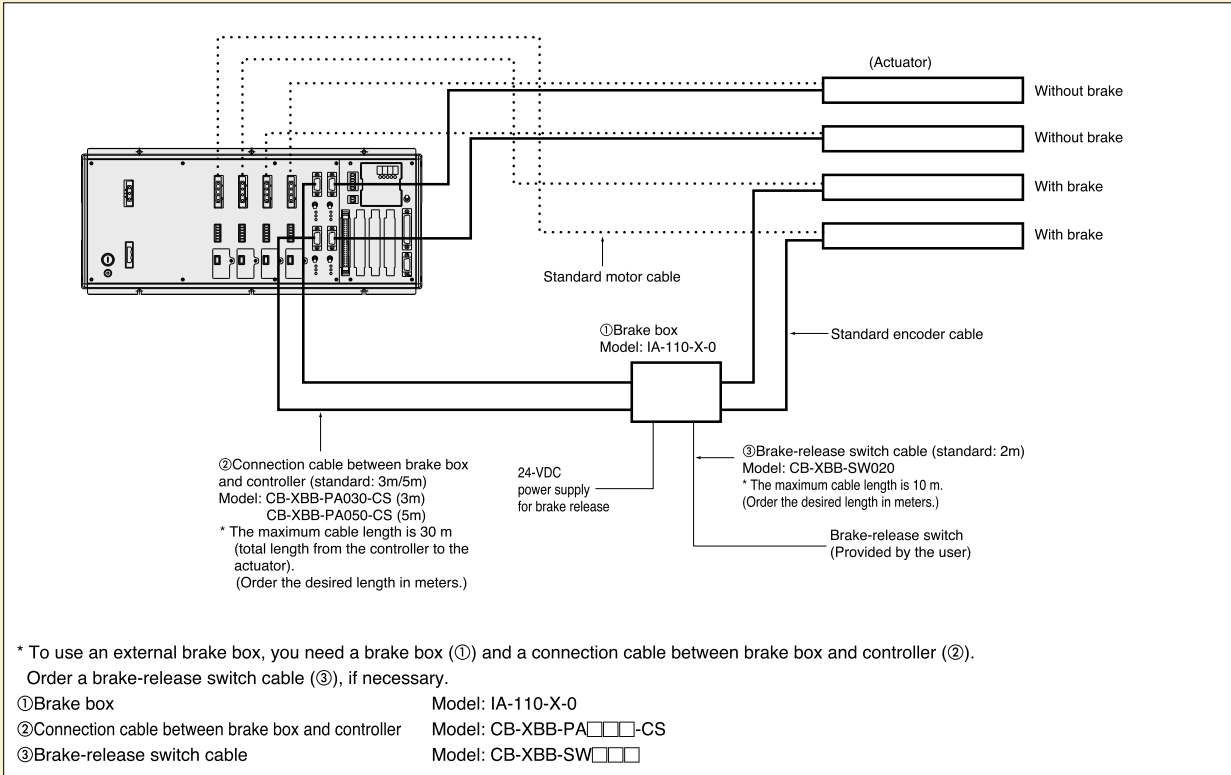 (Actuator)
Without brake
Without brake
With brake
With brake
Standard motor cable
①Brake box
Model: IA-110-X-0
Standard encoder cable
②Connection cable between brake box
and controller (standard: 3m/5m)
Model: CB-XBB-PA030-CS (3m)
CB-XBB-PA050-CS (5m)
* The maximum cable length is 30 m
(total length from the controller to the
actuator).
(Order the desired length in meters.)
24-VDC
power supply
for brake release
③Brake-release switch cable (standard: 2m)
Model: CB-XBB-SW020
* The maximum cable length is 10 m.
(Order the desired length in meters.)
Brake-release switch
(Provided by the user)
* To use an external brake box, you need a brake box (①) and a connection cable between brake box and controller (②).
Order a brake-release switch cable (③), if necessary.
①Brake box Model: IA-110-X-0
②Connection cable between brake box and controller Model: CB-XBB-PA□□□-CS
③Brake-release switch cable Model: CB-XBB-SW□□□